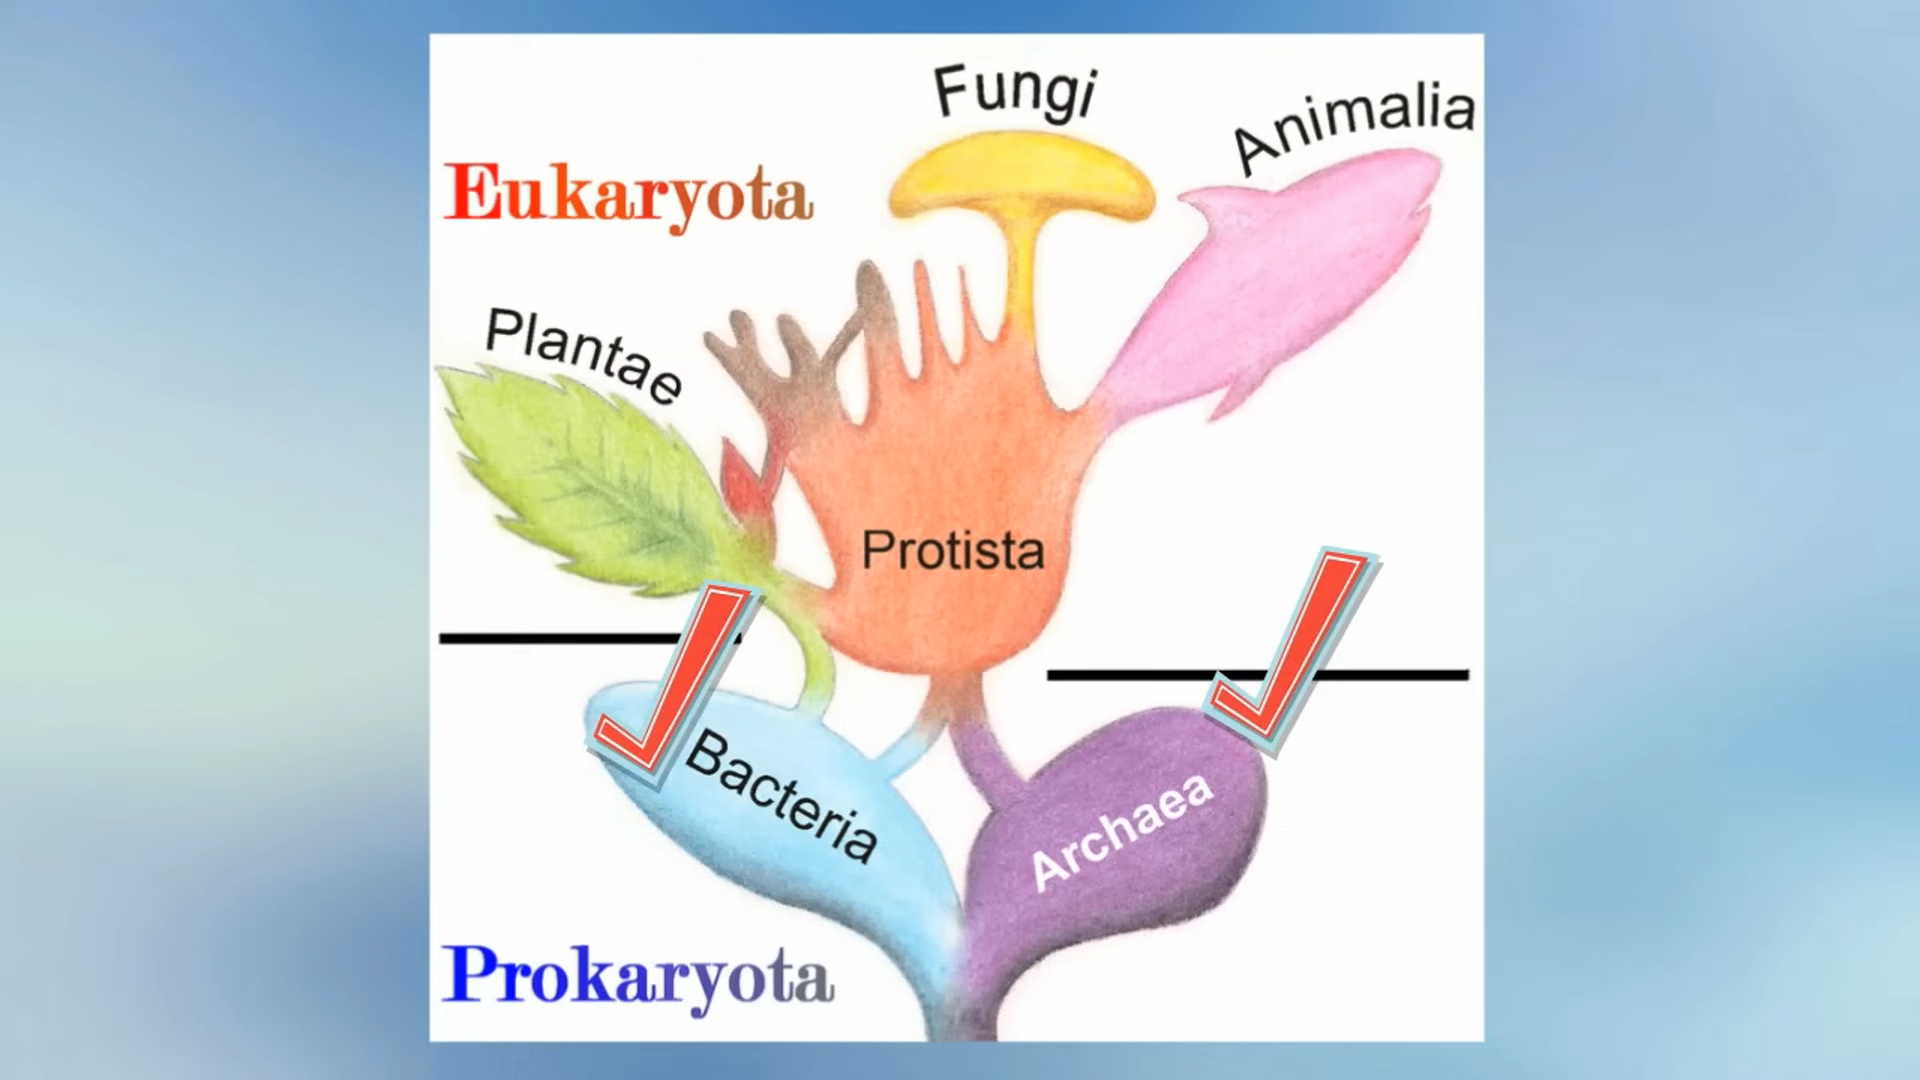 Fungi
Animalia
Eukaryota
Plantae
Protista
Bacteria
Archaea
Prokaryota